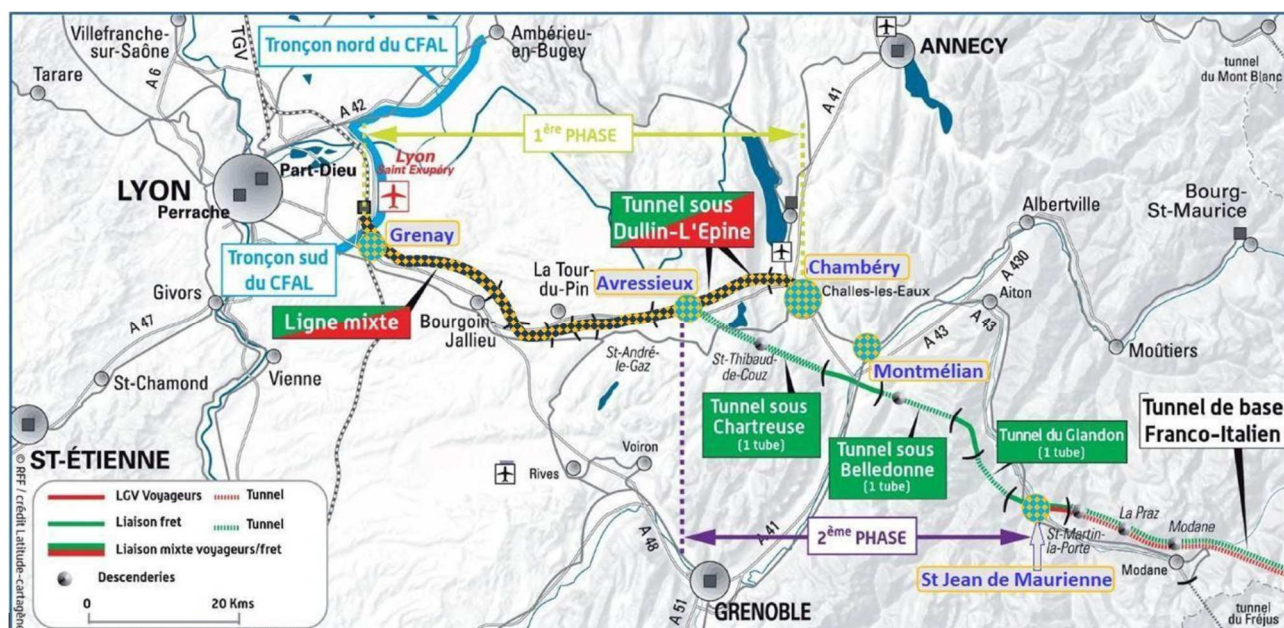 Villefranche-
sur-Saône
Tarare
A 6
TGV
Tronçon nord du CFAL
Ambérieu-
en-Bugey
A 42
ANNECY
A 41
tunnel
du Mont Blanc
1ère PHASE
Lyon
Saint Exupéry
Part-Dieu
LYON
Perrache
Grenay
Tronçon sud
du CFAL
Tunnel sous
Dullin-L'Epine
Albertville
Bourg-
St-Maurice
Chambéry
Challes-les-Eaux
A 430
Aiton
A 43
A 43
Givors
A 47
Ligne mixte
La Tour-
du-Pin
Avressieux
Bourgoin-
Jallieu
St-André-
le-Gaz
St-Thibaud-
de-Couz
Montmélian
Moûtiers
St-Chamond
Vienne
Tunnel sous
Chartreuse
(1 tube)
Tunnel sous
Belledonne
(1 tube)
Tunnel du Glandon
(1 tube)
Tunnel de base
Franco-Italien
ST-ÉTIENNE
Voiron
Rives
A 48
A 41
2ème PHASE
La Praz
Modane
St-Martin-
la-Porte
Modane
St Jean de Maurienne
GRENOBLE
A 51
tunnel
du Fréjus
LGV Voyageurs
Tunnel
Liaison fret
Tunnel
Liaison mixte voyageurs/fret
Descenderies
0 20 Kms
© RFF / crédit Latitude-cartagène